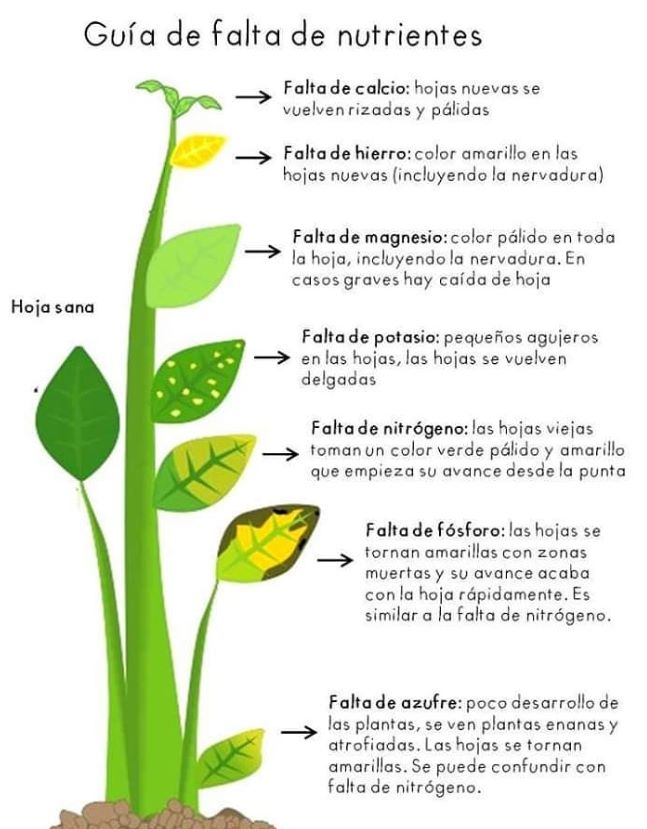 Guía de falta de nutrientes
Falta de calcio: hojas nuevas se
vuelven rizadas y pálidas
Falta de hierro: color amarillo en las
hojas nuevas (incluyendo la nervadura)
Falta de magnesio: color pálido en toda
la hoja, incluyendo la nervadura. En
casos graves hay caída de hoja
Hoja sana
Falta de potasio: pequeños agujeros
en las hojas, las hojas se vuelven
delgadas
Falta de nitrógeno: las hojas viejas
toman un color verde pálido y amarillo
que empieza su avance desde la punta
Falta de fósforo: las hojas se
tornan amarillas con zonas
muertas y su avance acaba
con la hoja rápidamente. Es
similar a la falta de nitrógeno.
Falta de azufre: poco desarrollo de
las plantas, se ven plantas enanas y
atrofiadas. Las hojas se tornan
amarillas. Se puede confundir con
falta de nitrógeno.